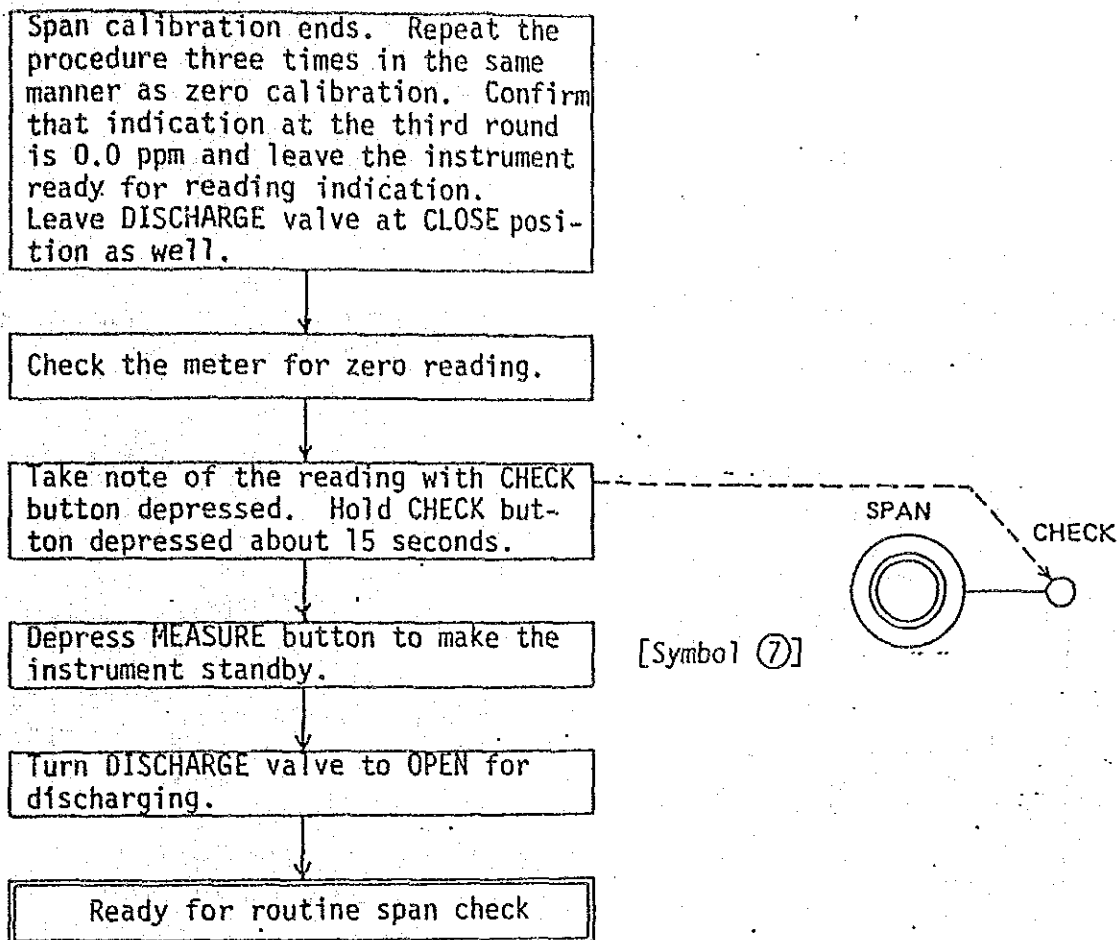 Span calibration ends. Repeat the
procedure three times in the same
manner as zero calibration. Confirm
that indication at the third round
is 0.0 ppm and leave the instrument
ready for reading indication.
Leave DISCHARGE valve at CLOSE posi-
tion as well.
Check the meter for zero reading.
Take note of the reading with CHECK
button depressed. Hold CHECK but-
ton depressed about 15 seconds.
SPAN
CHECK
Depress MEASURE button to make the
instrument standby.
[Symbol ⑦]
Turn DISCHARGE valve to OPEN for
discharging.
Ready for routine span check